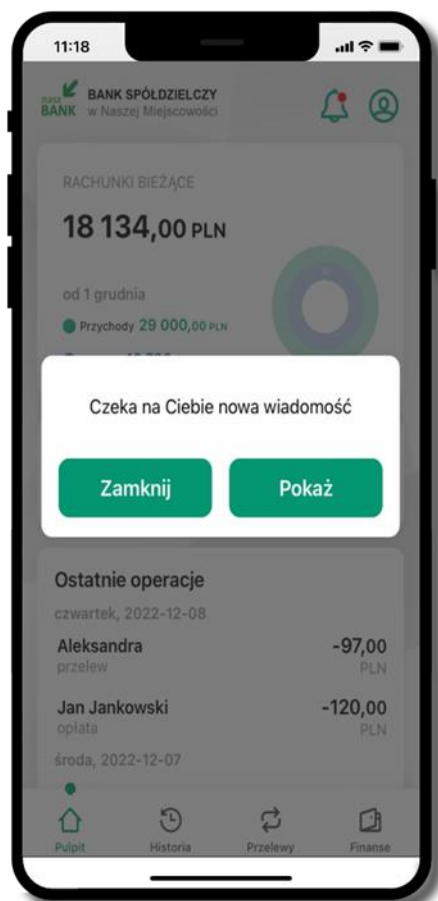 11:18
nasz BANK
BANK SPÓŁDZIELCZY
w Naszej Miejscowości
RACHUNKI BIEŻĄCE
18 134,00 PLN
od 1 grudnia
Przychody 29 000,00 PLN
Czeka na Ciebie nowa wiadomość
Zamknij
Pokaż
Ostatnie operacje
czwartek, 2022-12-08
Aleksandra
-97,00
przelew
PLN
Jan Jankowski
-120,00
opłata
PLN
środa, 2022-12-07
Pulpit
Historia
Przelewy
Finanse